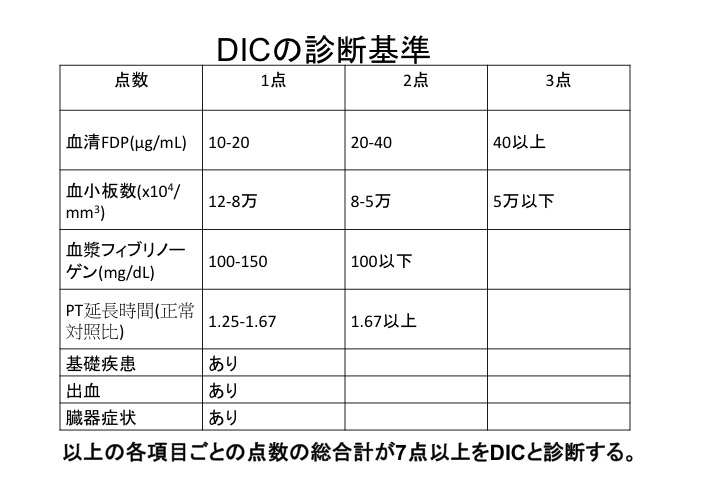 DICの診断基準
点数 1点 2点 3点
血清FDP(μg/mL) 10-20 20-40 40以上
血小板数(x10⁴/
mm³) 12-8万 8-5万 5万以下
血漿フィブリノー
ゲン(mg/dL) 100-150 100以下
PT延長時間(正常
対照比) 1.25-1.67 1.67以上
基礎疾患 あり
出血 あり
臓器症状 あり
以上の各項目ごとの点数の総合計が7点以上をDICと診断する。